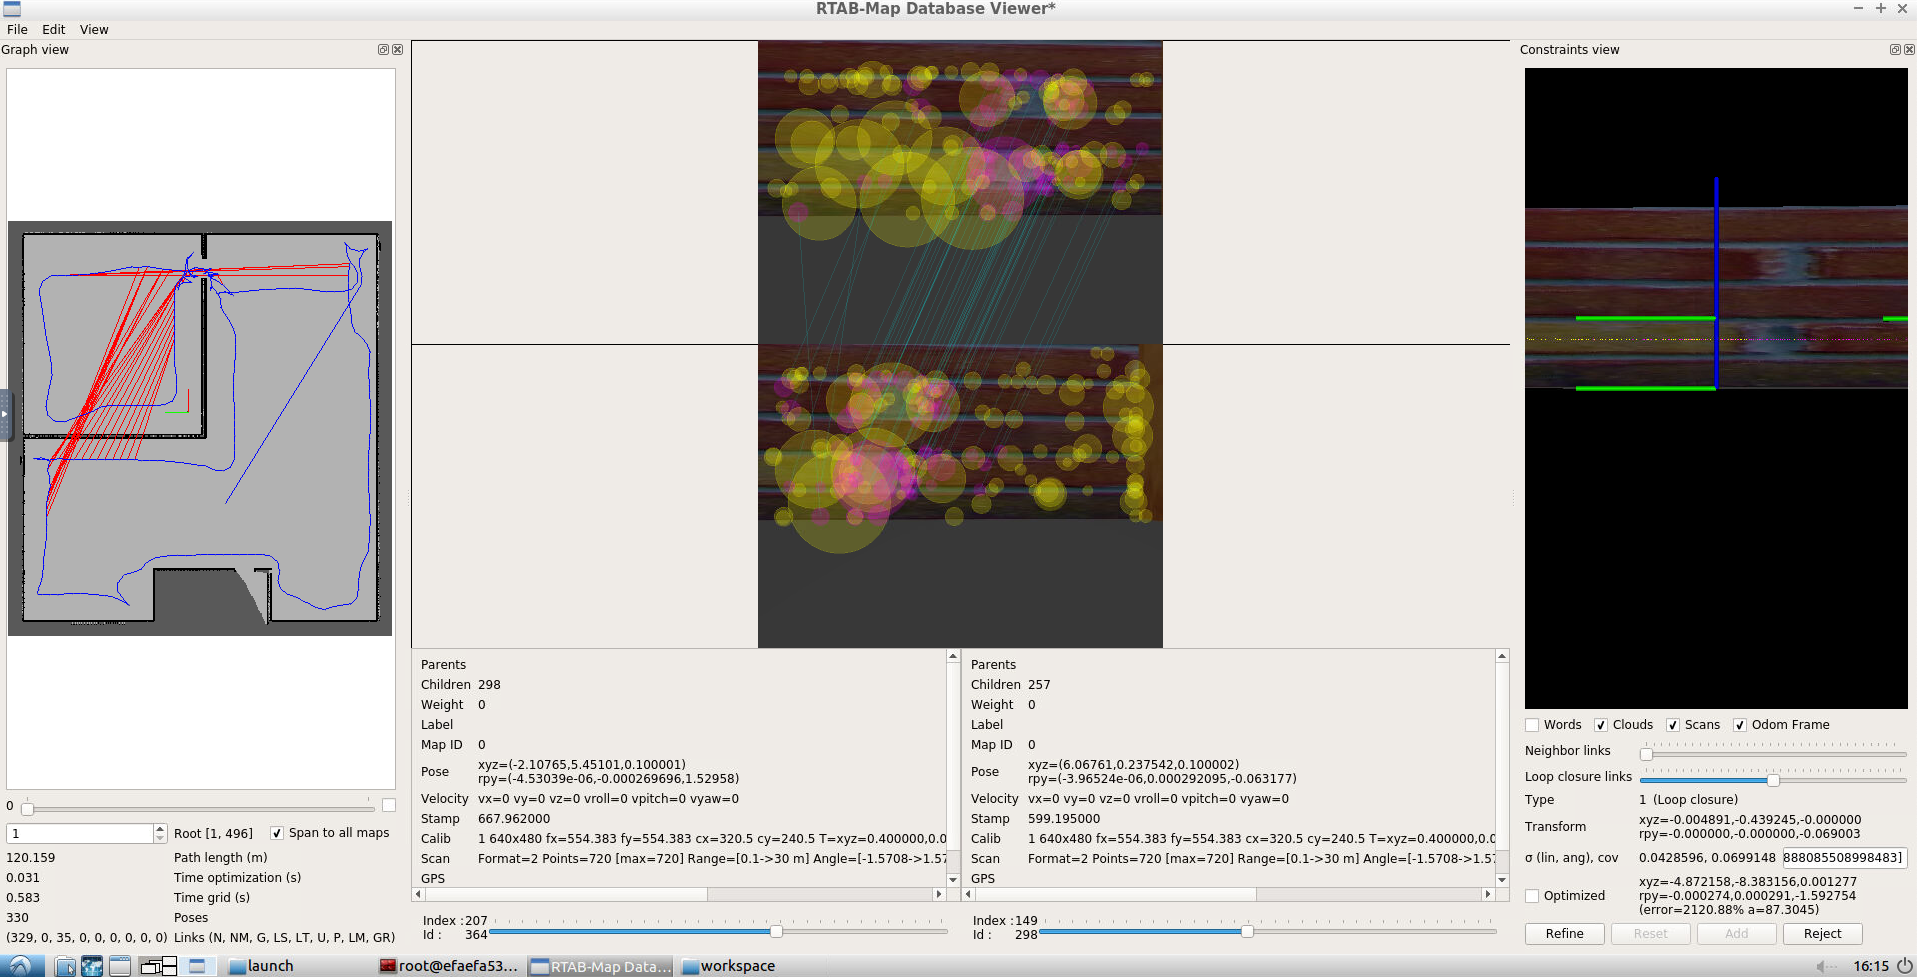 RTAB-Map Database Viewer*
File Edit View
Graph view
0
1 Root [1, 496] Span to all maps
120.159 Path length (m)
0.031 Time optimization (s)
0.583 Time grid (s)
330 Poses
(329, 0, 35, 0, 0, 0, 0, 0, 0) Links (N, NM, G, LS, LT, U, P, LM, GR)
Parents
Children 298
Weight 0
Label
Map ID 0
Pose xyz=(-2.10765,5.45101,0.100001)
rpy=(-4.53039e-06,-0.000269696,1.52958)
Velocity vx=0 vy=0 vz=0 vroll=0 vpitch=0 vyaw=0
Stamp 667.962000
Calib 1 640x480 fx=554.383 fy=554.383 cx=320.5 cy=240.5 T=xyz=0.400000,0.0
Scan Format=2 Points=720 [max=720] Range=[0.1->30 m] Angle=[-1.5708->1.57
GPS
Index : 207
Id : 364
Parents
Children 257
Weight 0
Label
Map ID 0
Pose xyz=(6.06761,0.237542,0.100002)
rpy=(-3.96524e-06,0.000292095,-0.063177)
Velocity vx=0 vy=0 vz=0 vroll=0 vpitch=0 vyaw=0
Stamp 599.195000
Calib 1 640x480 fx=554.383 fy=554.383 cx=320.5 cy=240.5 T=xyz=0.400000,0.0
Scan Format=2 Points=720 [max=720] Range=[0.1->30 m] Angle=[-1.5708->1.57
GPS
Index : 149
Id : 298
Constraints view
Words Clouds Scans Odom Frame
Neighbor links
Loop closure links
Type 1 (Loop closure)
Transform xyz=-0.004891,-0.439245,-0.000000
rpy=-0.000000,-0.000000,-0.069003
σ (lin, ang), cov 0.0428596, 0.0699148 888085508998483]
Optimized xyz=-4.872158,-8.383156,0.001277
rpy=-0.000274,0.000291,-1.592754
(error=2120.88% a=87.3045)
Refine Reset Add Reject
launch root@efaefa53... RTAB-Map Data... workspace 16:15